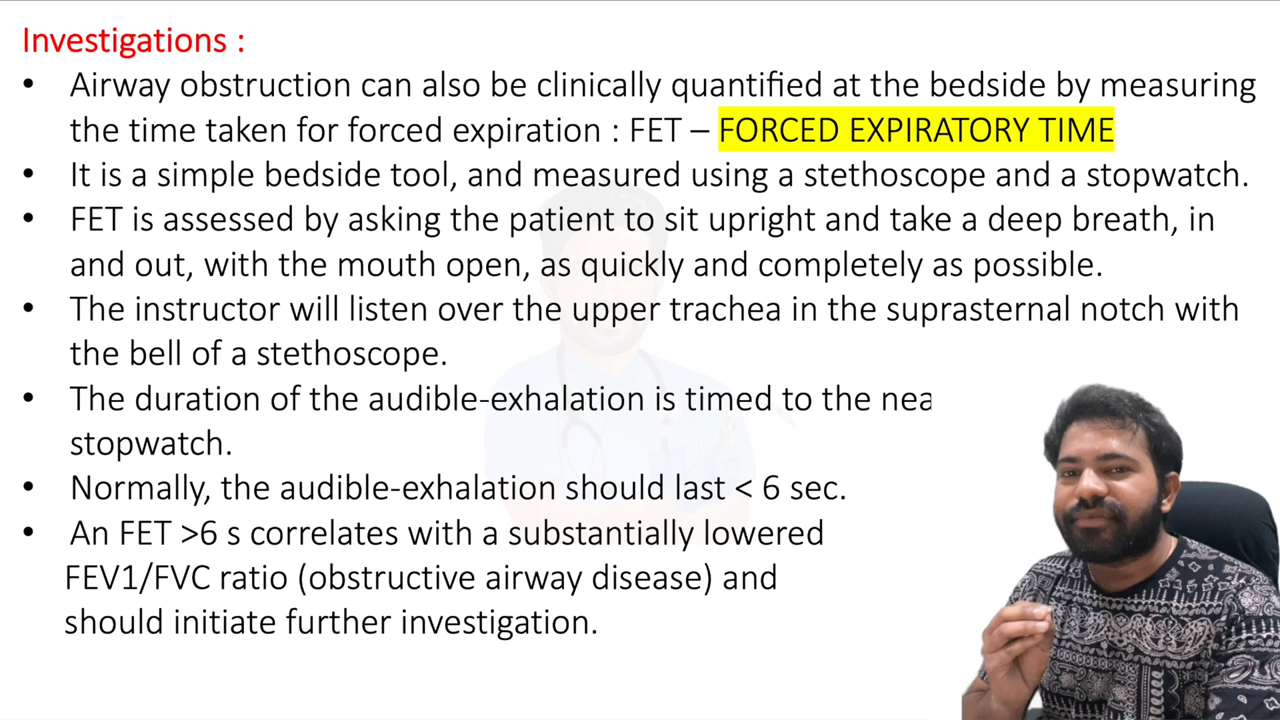 Investigations :
• Airway obstruction can also be clinically quantified at the bedside by measuring
the time taken for forced expiration : FET – FORCED EXPIRATORY TIME
• It is a simple bedside tool, and measured using a stethoscope and a stopwatch.
• FET is assessed by asking the patient to sit upright and take a deep breath, in
and out, with the mouth open, as quickly and completely as possible.
• The instructor will listen over the upper trachea in the suprasternal notch with
the bell of a stethoscope.
• The duration of the audible-exhalation is timed to the
stopwatch.
• Normally, the audible-exhalation should last < 6 sec.
• An FET >6 s correlates with a substantially lowered
FEV1/FVC ratio (obstructive airway disease) and
should initiate further investigation.